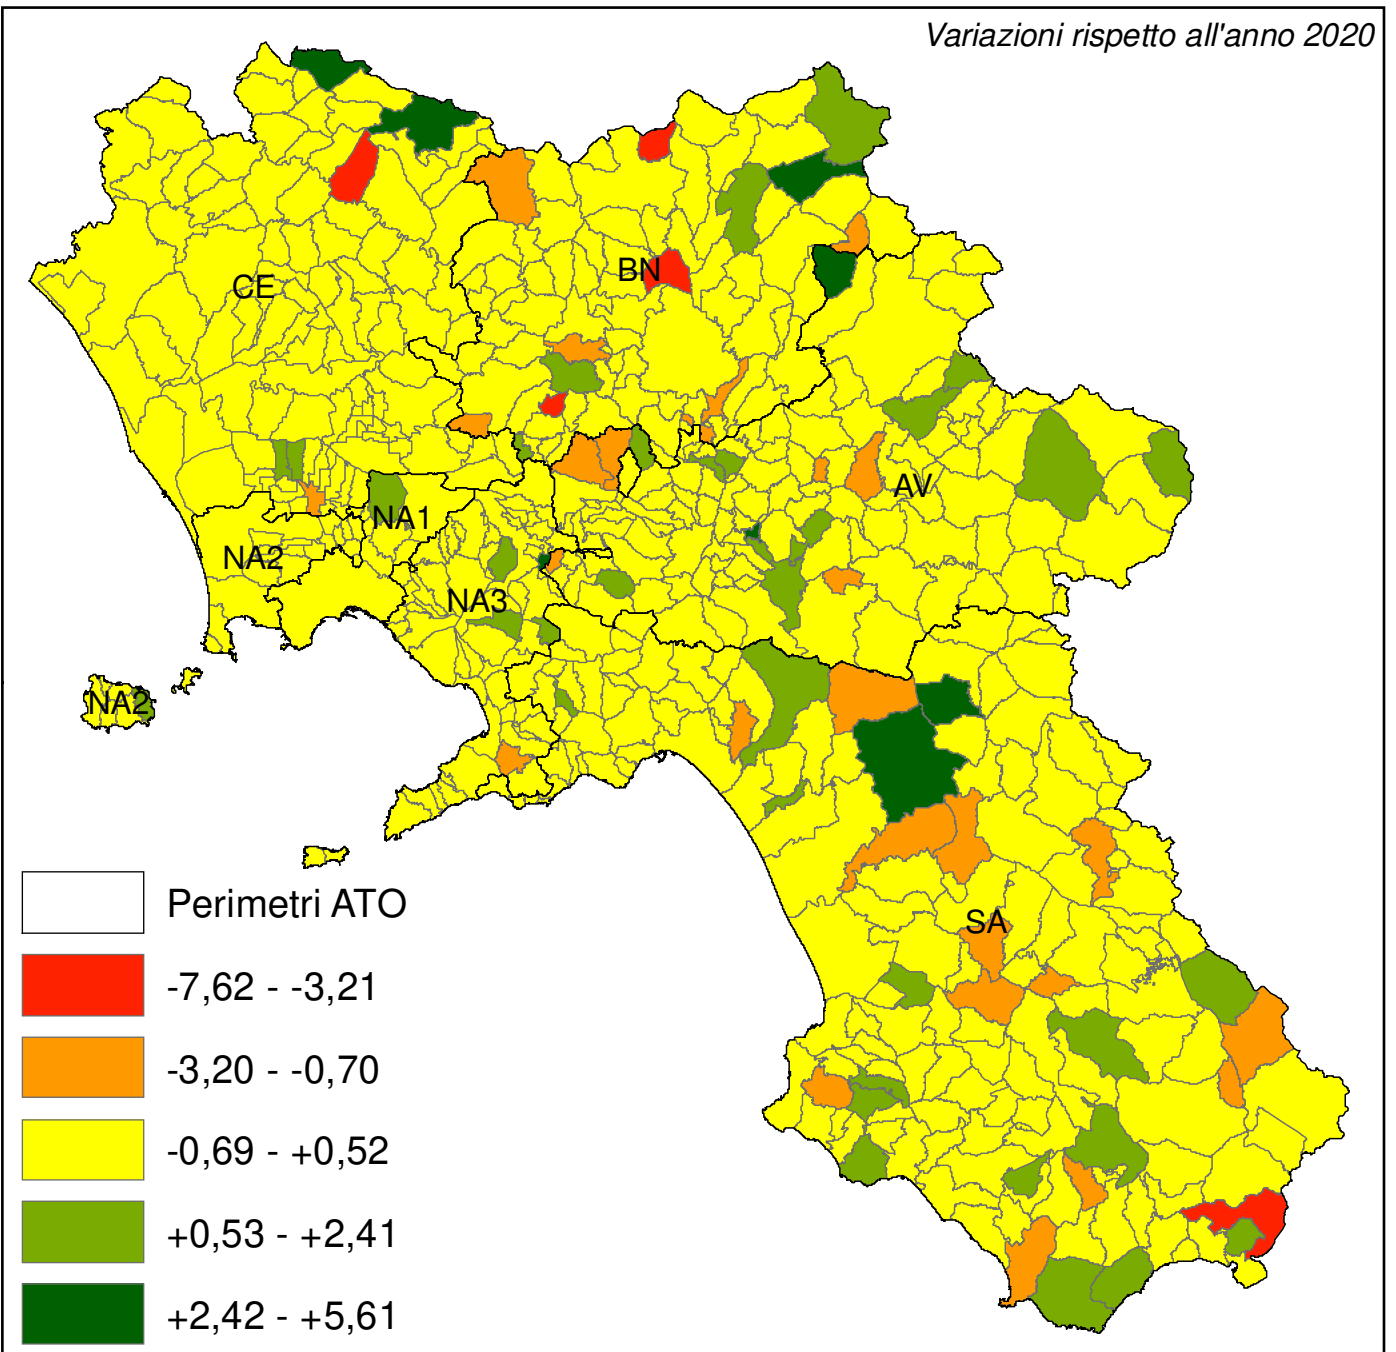 Variazioni rispetto all'anno 2020
CE
BN
NA1
AV
NA2
NA3
NA2
SA
Perimetri ATO
-7,62 - -3,21
-3,20 - -0,70
-0,69 - +0,52
+0,53 - +2,41
+2,42 - +5,61